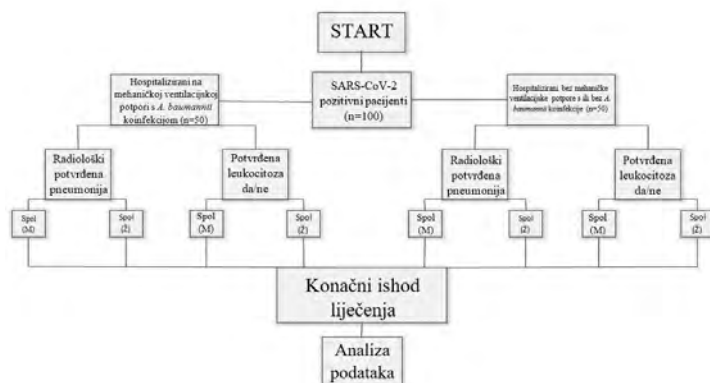 START
Hospitalizirani na
mehaničkoj ventilacijskoj
potpori s A. baumannii
koinfekcijom (n=50)
SARS-CoV-2
pozitivni pacijenti
(n=100)
Hospitalizirani bez mehaničke
ventilacijske potpore s ili bez A.
baumannii koinfekcije (n=50)
Radiološki
potvrđena
pneumonija
Potvrđena
leukocitoza
da/ne
Radiološki
potvrđena
pneumonija
Potvrđena
leukocitoza
da/ne
Spol
(M)
Spol
(Ž)
Spol
(M)
Spol
(Ž)
Spol
(M)
Spol
(Ž)
Spol
(M)
Spol
(Ž)
Konačni ishod
liječenja
Analiza
podataka